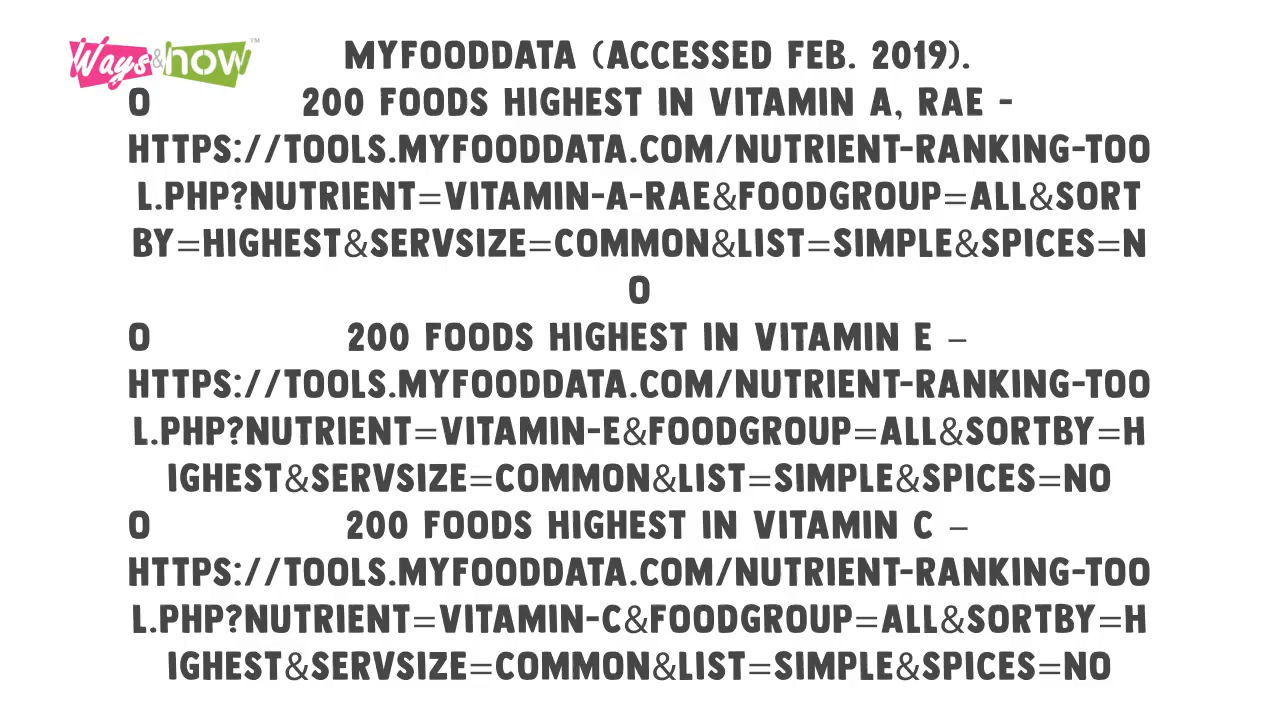 Ways&how™
MYFOODDATA (ACCESSED FEB. 2019).
O 200 FOODS HIGHEST IN VITAMIN A, RAE -
HTTPS://TOOLS.MYFOODDATA.COM/NUTRIENT-RANKING-TOO
L.PHP?NUTRIENT=VITAMIN-A-RAE&FOODGROUP=ALL&SORT
BY=HIGHEST&SERVSIZE=COMMON&LIST=SIMPLE&SPICES=N
O
O 200 FOODS HIGHEST IN VITAMIN E –
HTTPS://TOOLS.MYFOODDATA.COM/NUTRIENT-RANKING-TOO
L.PHP?NUTRIENT=VITAMIN-E&FOODGROUP=ALL&SORTBY=H
IGHEST&SERVSIZE=COMMON&LIST=SIMPLE&SPICES=NO
O 200 FOODS HIGHEST IN VITAMIN C –
HTTPS://TOOLS.MYFOODDATA.COM/NUTRIENT-RANKING-TOO
L.PHP?NUTRIENT=VITAMIN-C&FOODGROUP=ALL&SORTBY=H
IGHEST&SERVSIZE=COMMON&LIST=SIMPLE&SPICES=NO